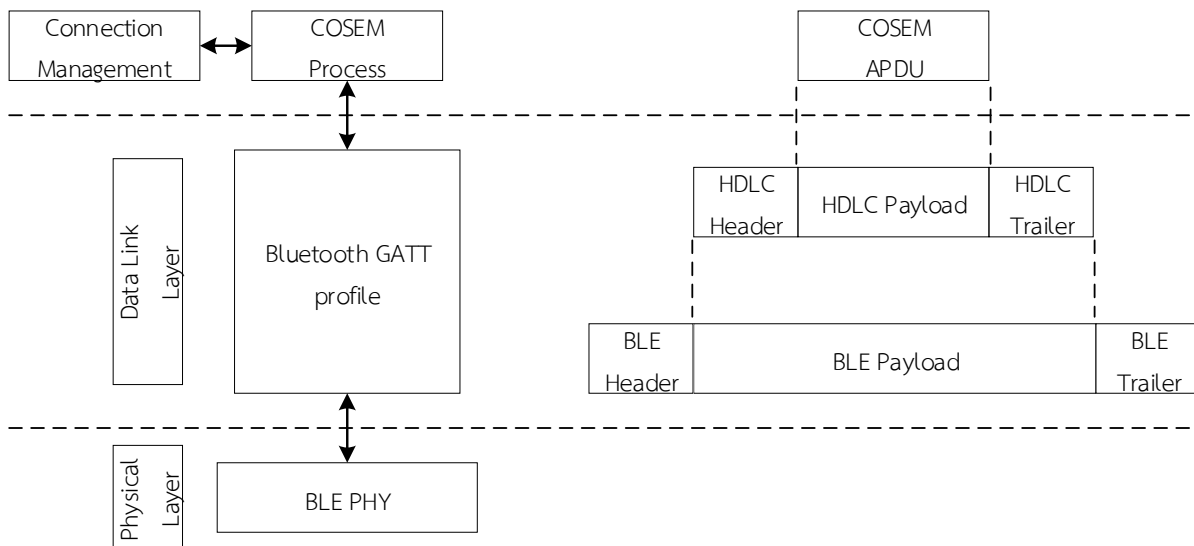 Connection
Management
COSEM
Process
COSEM
APDU
Data Link
Layer
Bluetooth GATT
profile
HDLC
Header
HDLC Payload
HDLC
Trailer
BLE
Header
BLE Payload
BLE
Trailer
Physical
Layer
BLE PHY